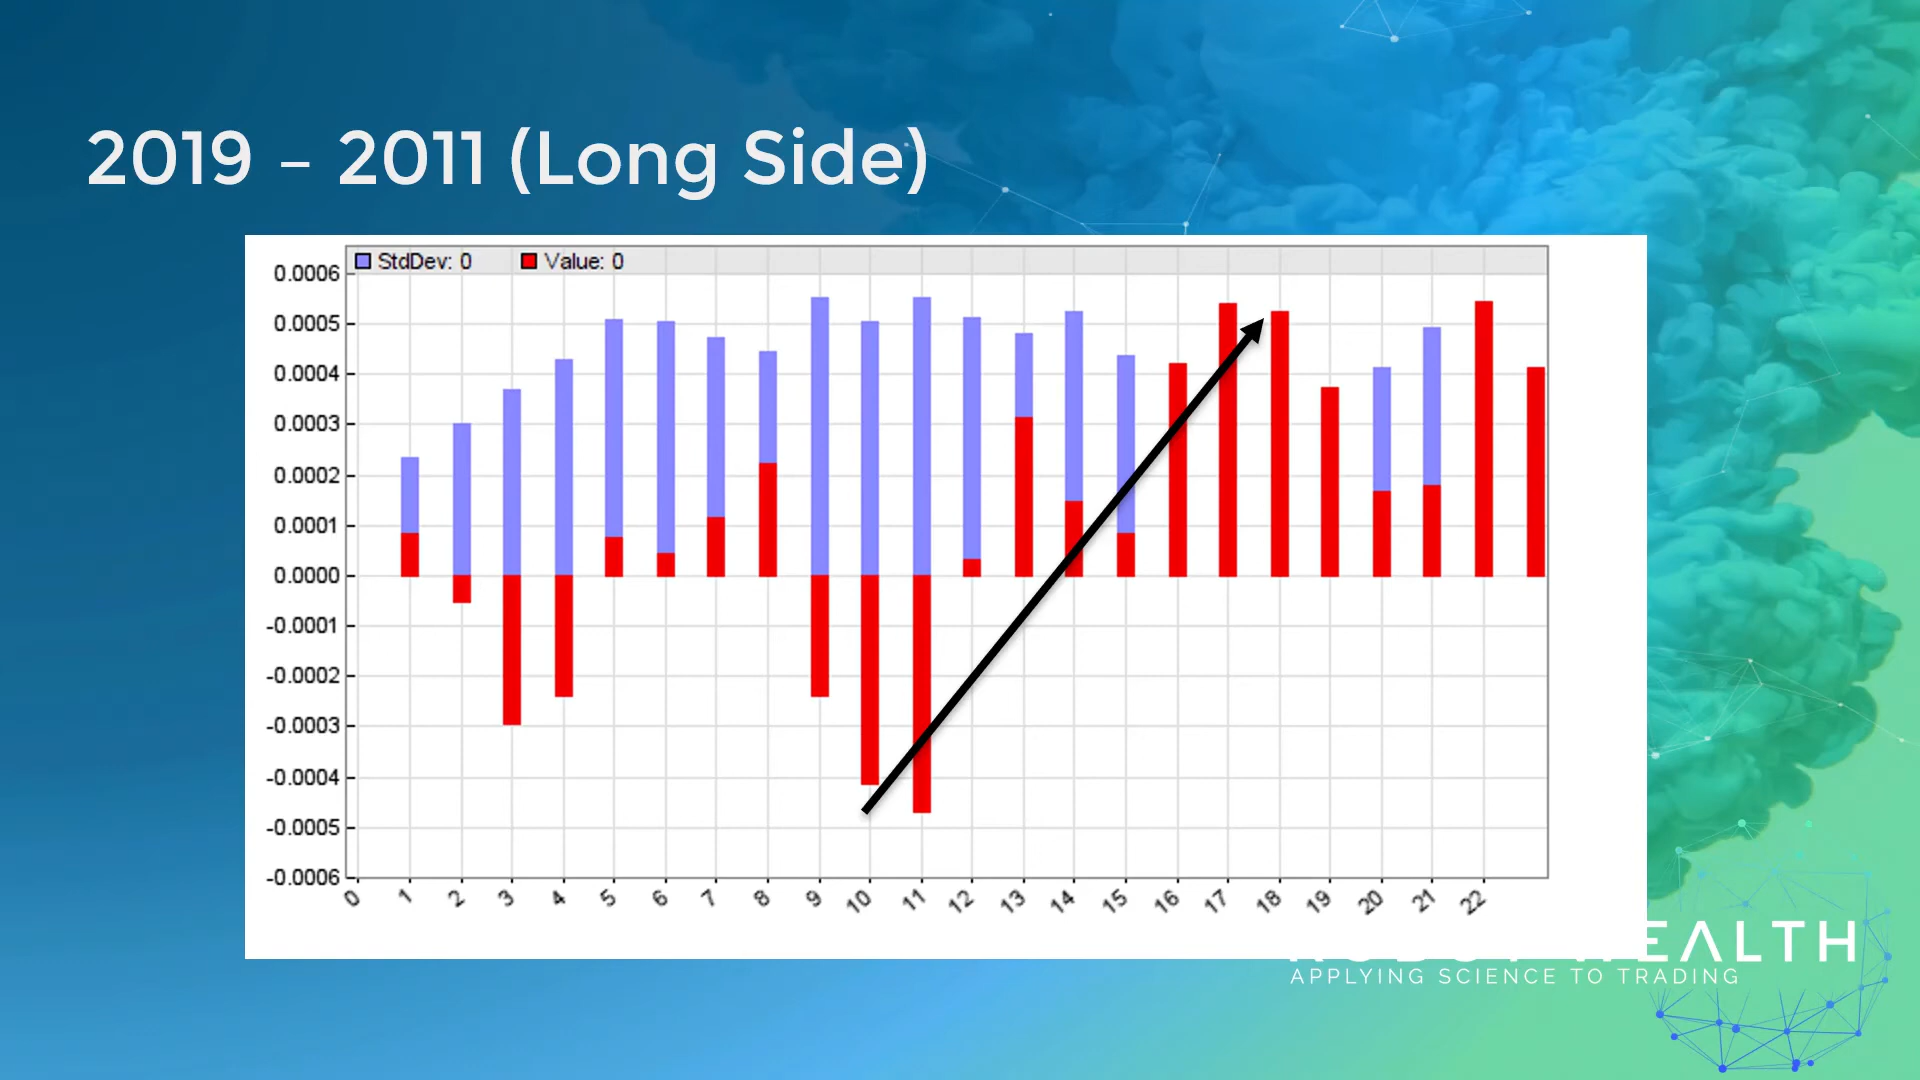 2019 – 2011 (Long Side)
StdDev: 0 Value: 0
0.0006
0.0005
0.0004
0.0003
0.0002
0.0001
0.0000
-0.0001
-0.0002
-0.0003
-0.0004
-0.0005
-0.0006
0 1 2 3 4 5 6 7 8 9 10 11 12 13 14 15 16 17 18 19 20 21 22
EALTH
APPLYING SCIENCE TO TRADING